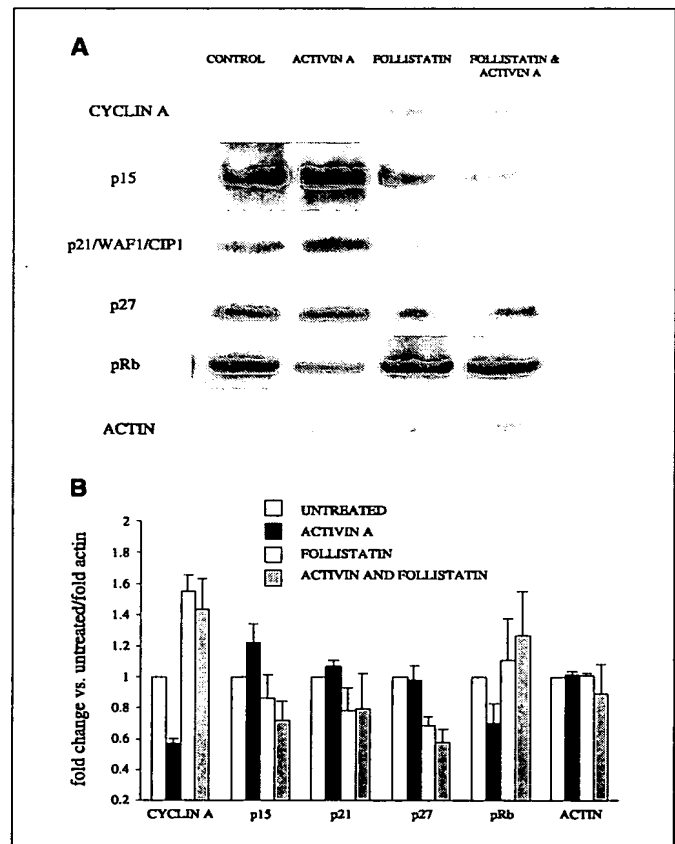 A
CONTROL ACTIVIN A FOLLISTATIN FOLLISTATIN &
ACTIVIN A
CYCLIN A
p15
p21/WAF1/CIP1
p27
pRb
ACTIN
B
UNTREATED
ACTIVIN A
FOLLISTATIN
ACTIVIN AND FOLLISTATIN
fold change vs. untreated/fold actin
2
1.8
1.6
1.4
1.2
1
0.8
0.6
0.4
0.2
CYCLIN A p15 p21 p27 pRb ACTIN